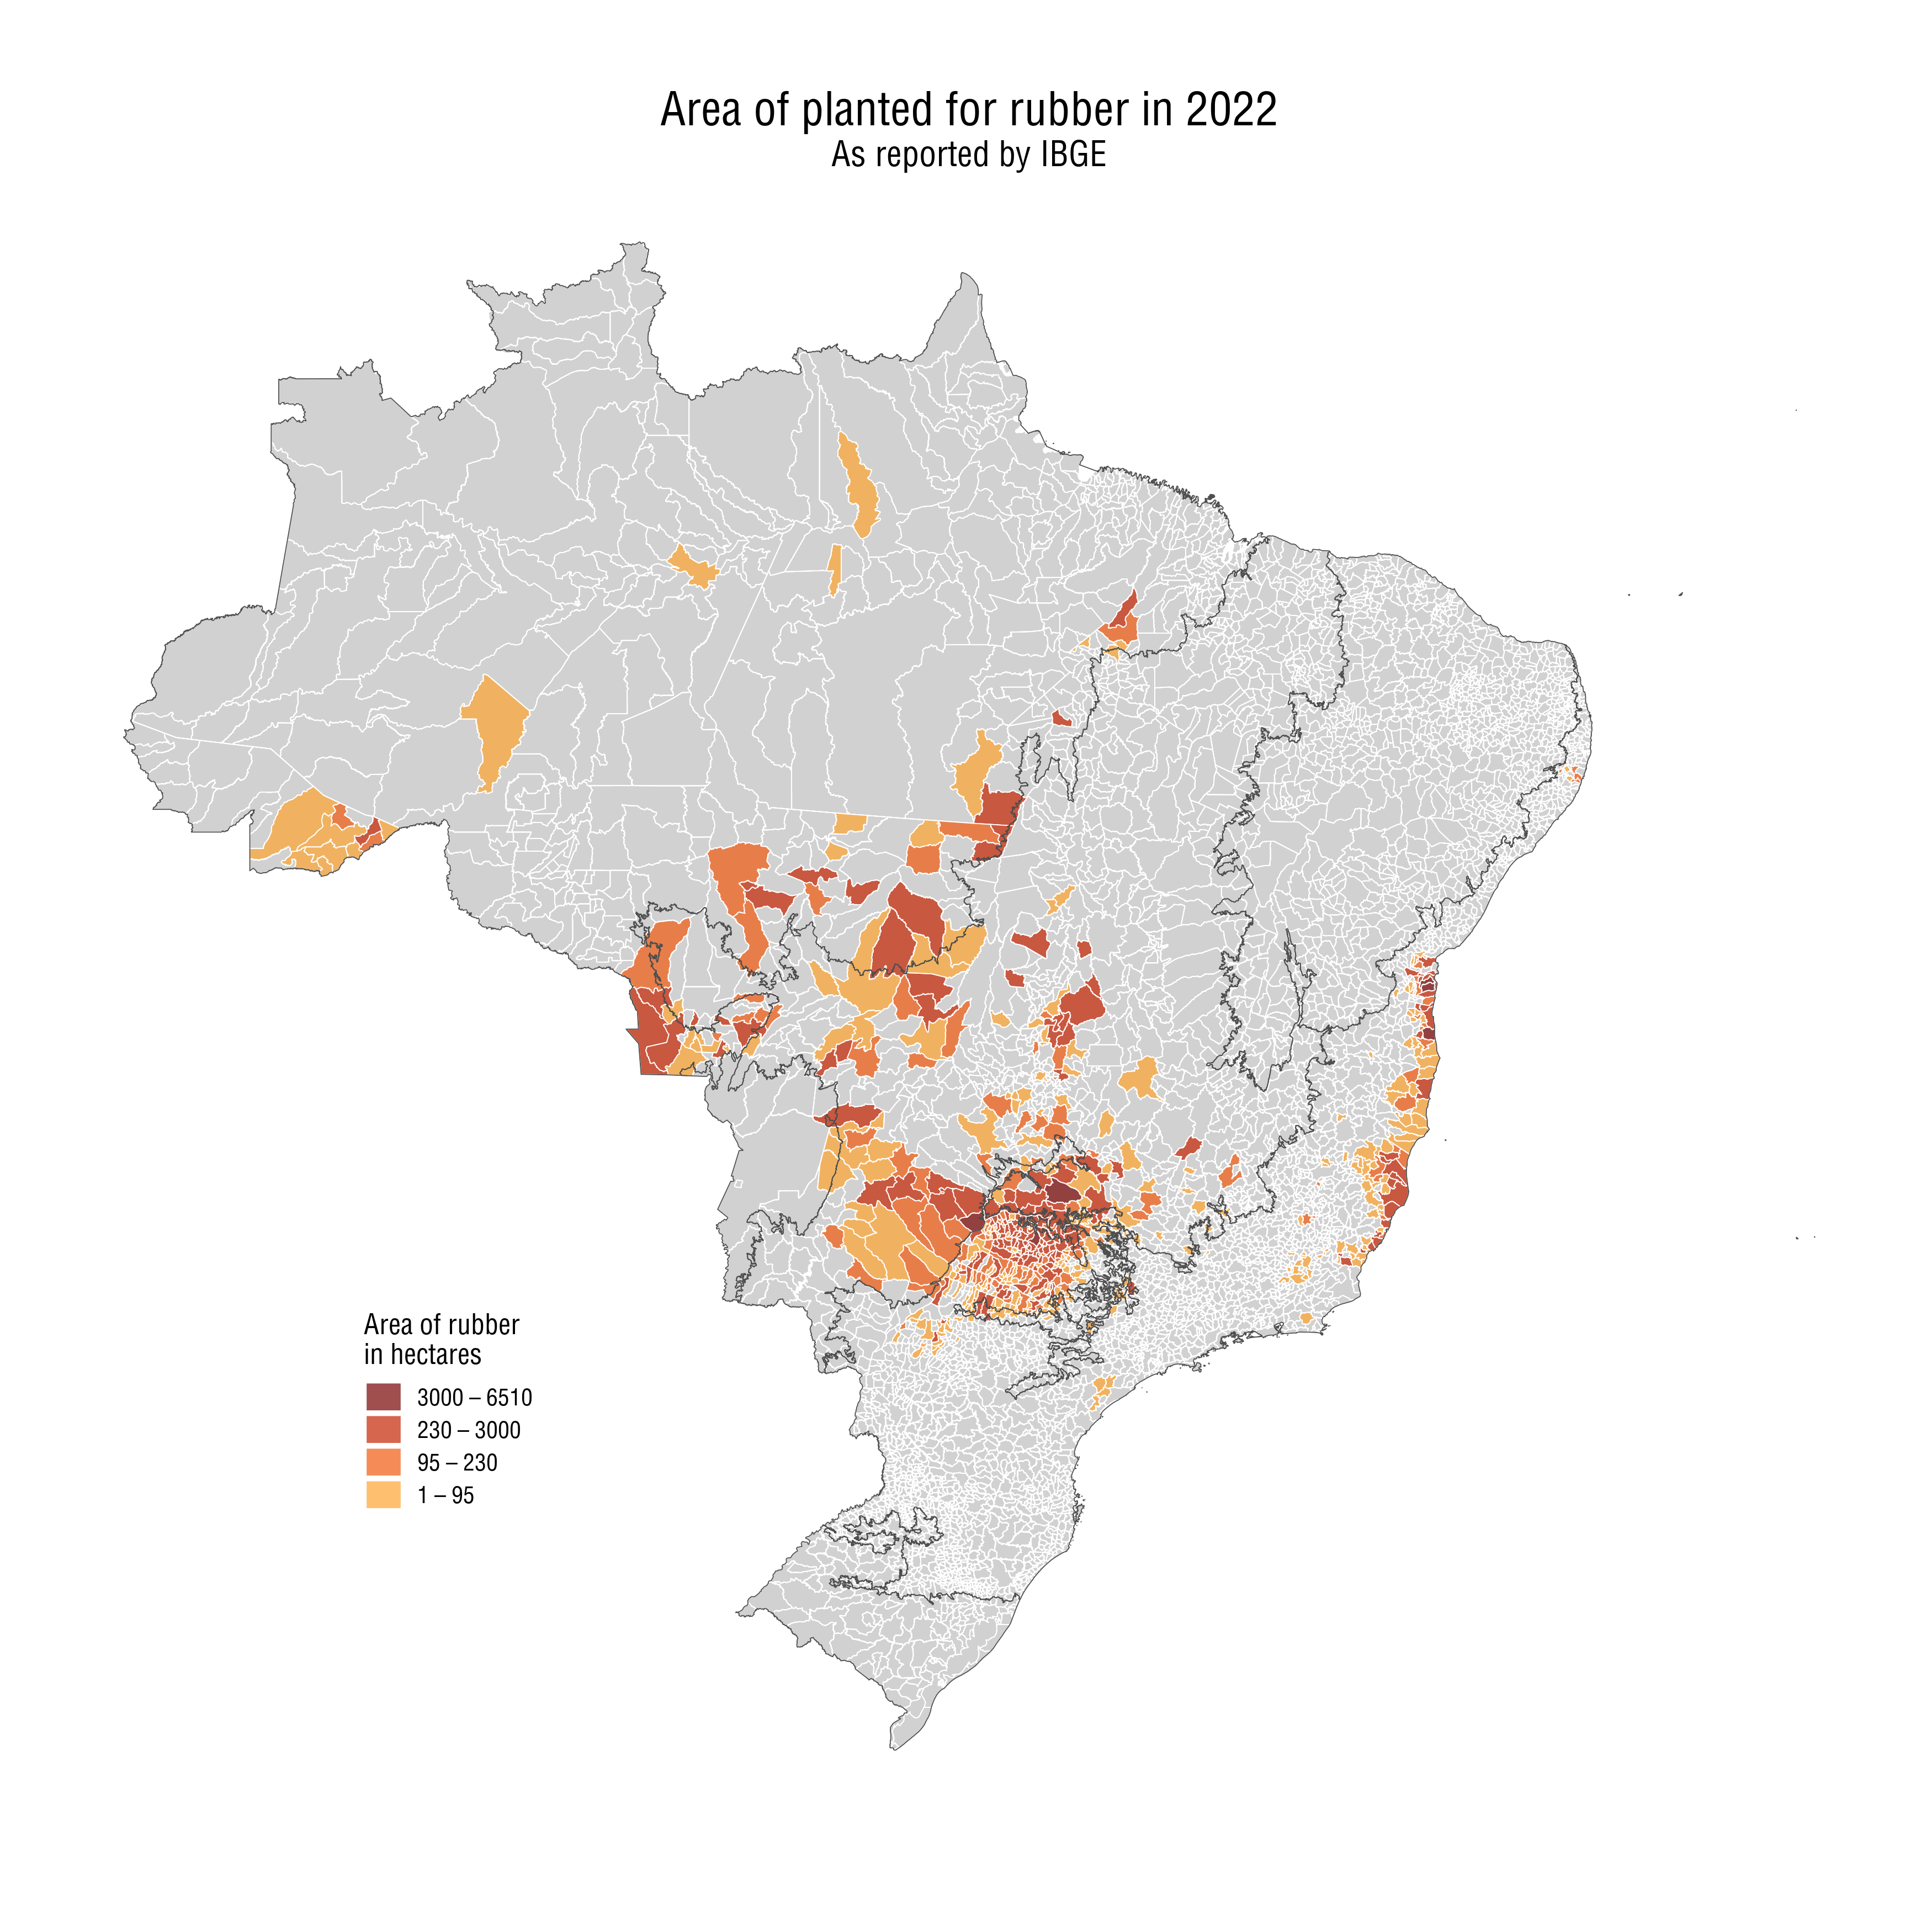 Area of planted for rubber in 2022
As reported by IBGE
Area of rubber
in hectares
3000 – 6510
230 – 3000
95 – 230
1 – 95